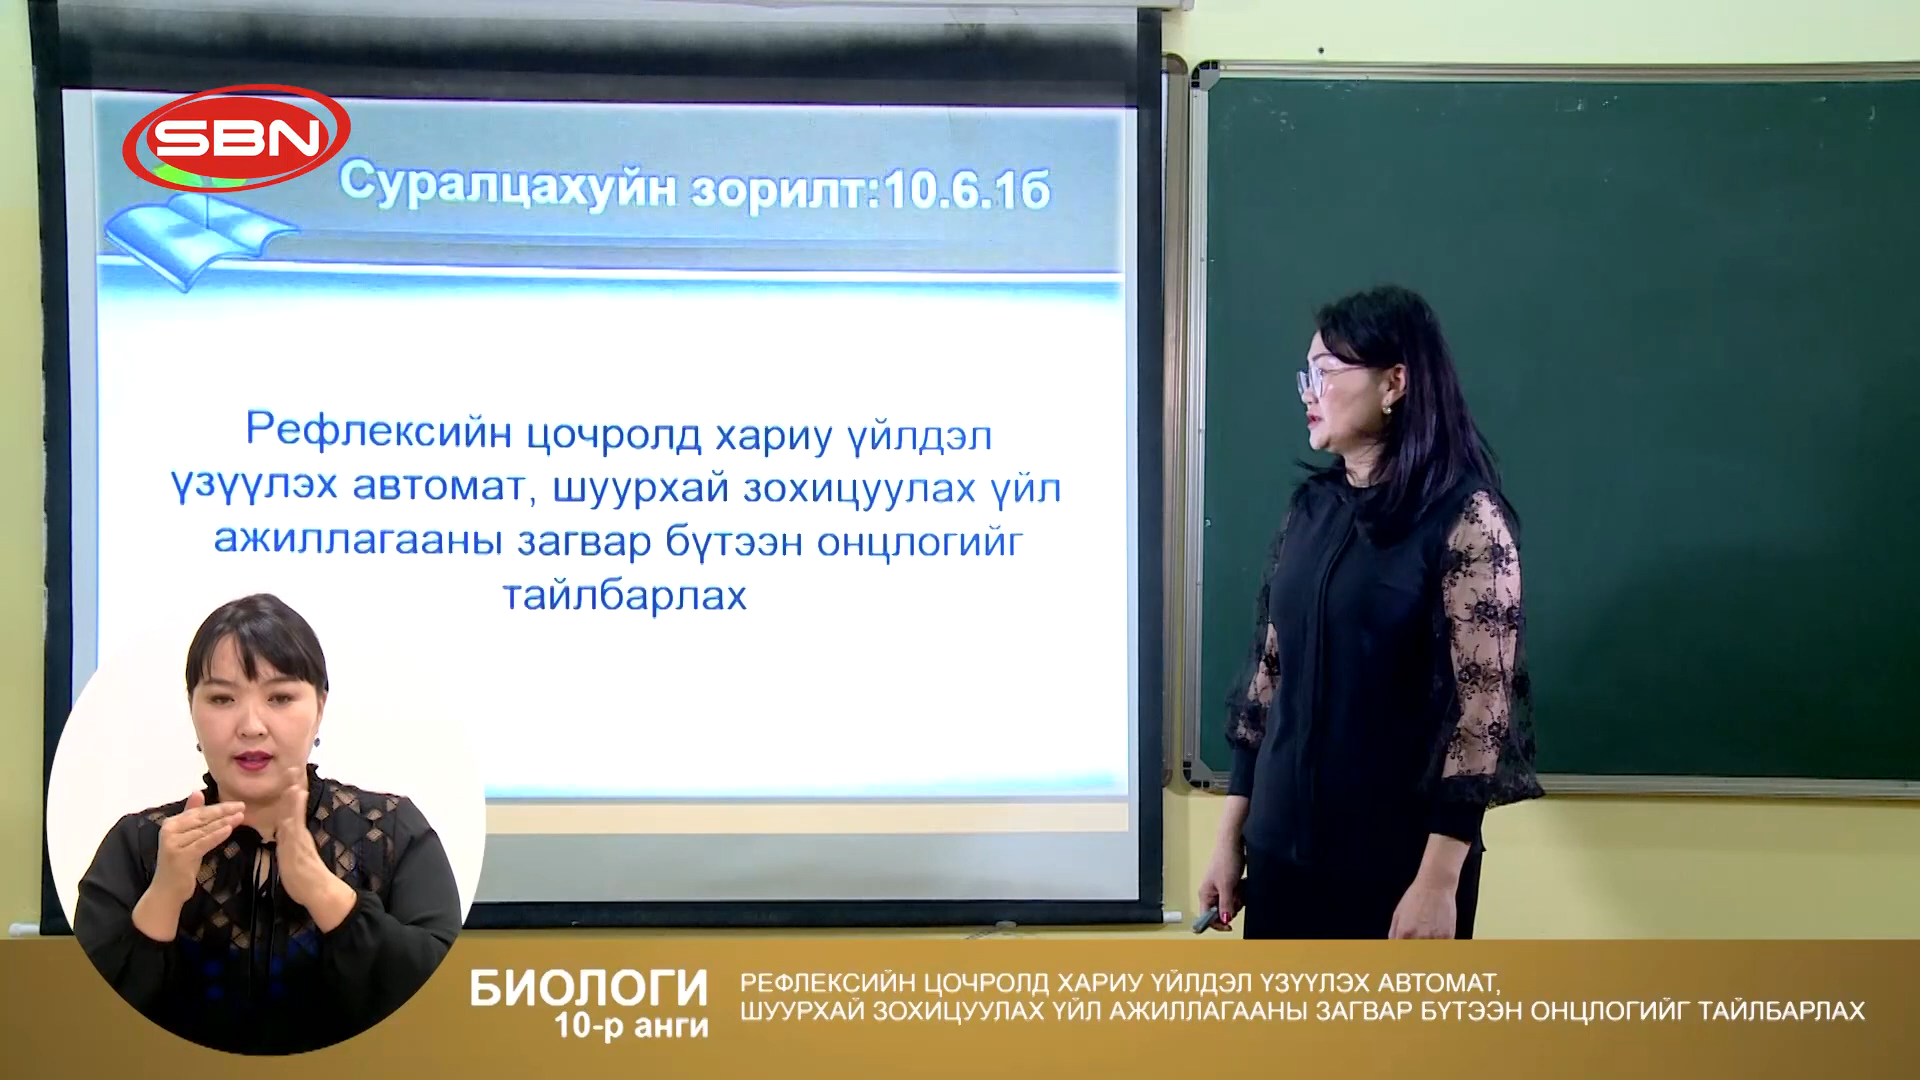 SBN
Суралцахуйн зорилт:10.6.1б
Рефлексийн цочролд хариу үйлдэл
үзүүлэх автомат, шуурхай зохицуулах үйл
ажиллагааны загвар бүтээн онцлогийг
тайлбарлах
БИОЛОГИ
10-р анги
РЕФЛЕКСИЙН ЦОЧРОЛД ХАРИУ ҮЙЛДЭЛ ҮЗҮҮЛЭХ АВТОМАТ,
ШУУРХАЙ ЗОХИЦУУЛАХ ҮЙЛ АЖИЛЛАГААНЫ ЗАГВАР БҮТЭЭН ОНЦЛОГИЙГ ТАЙЛБАРЛАХ